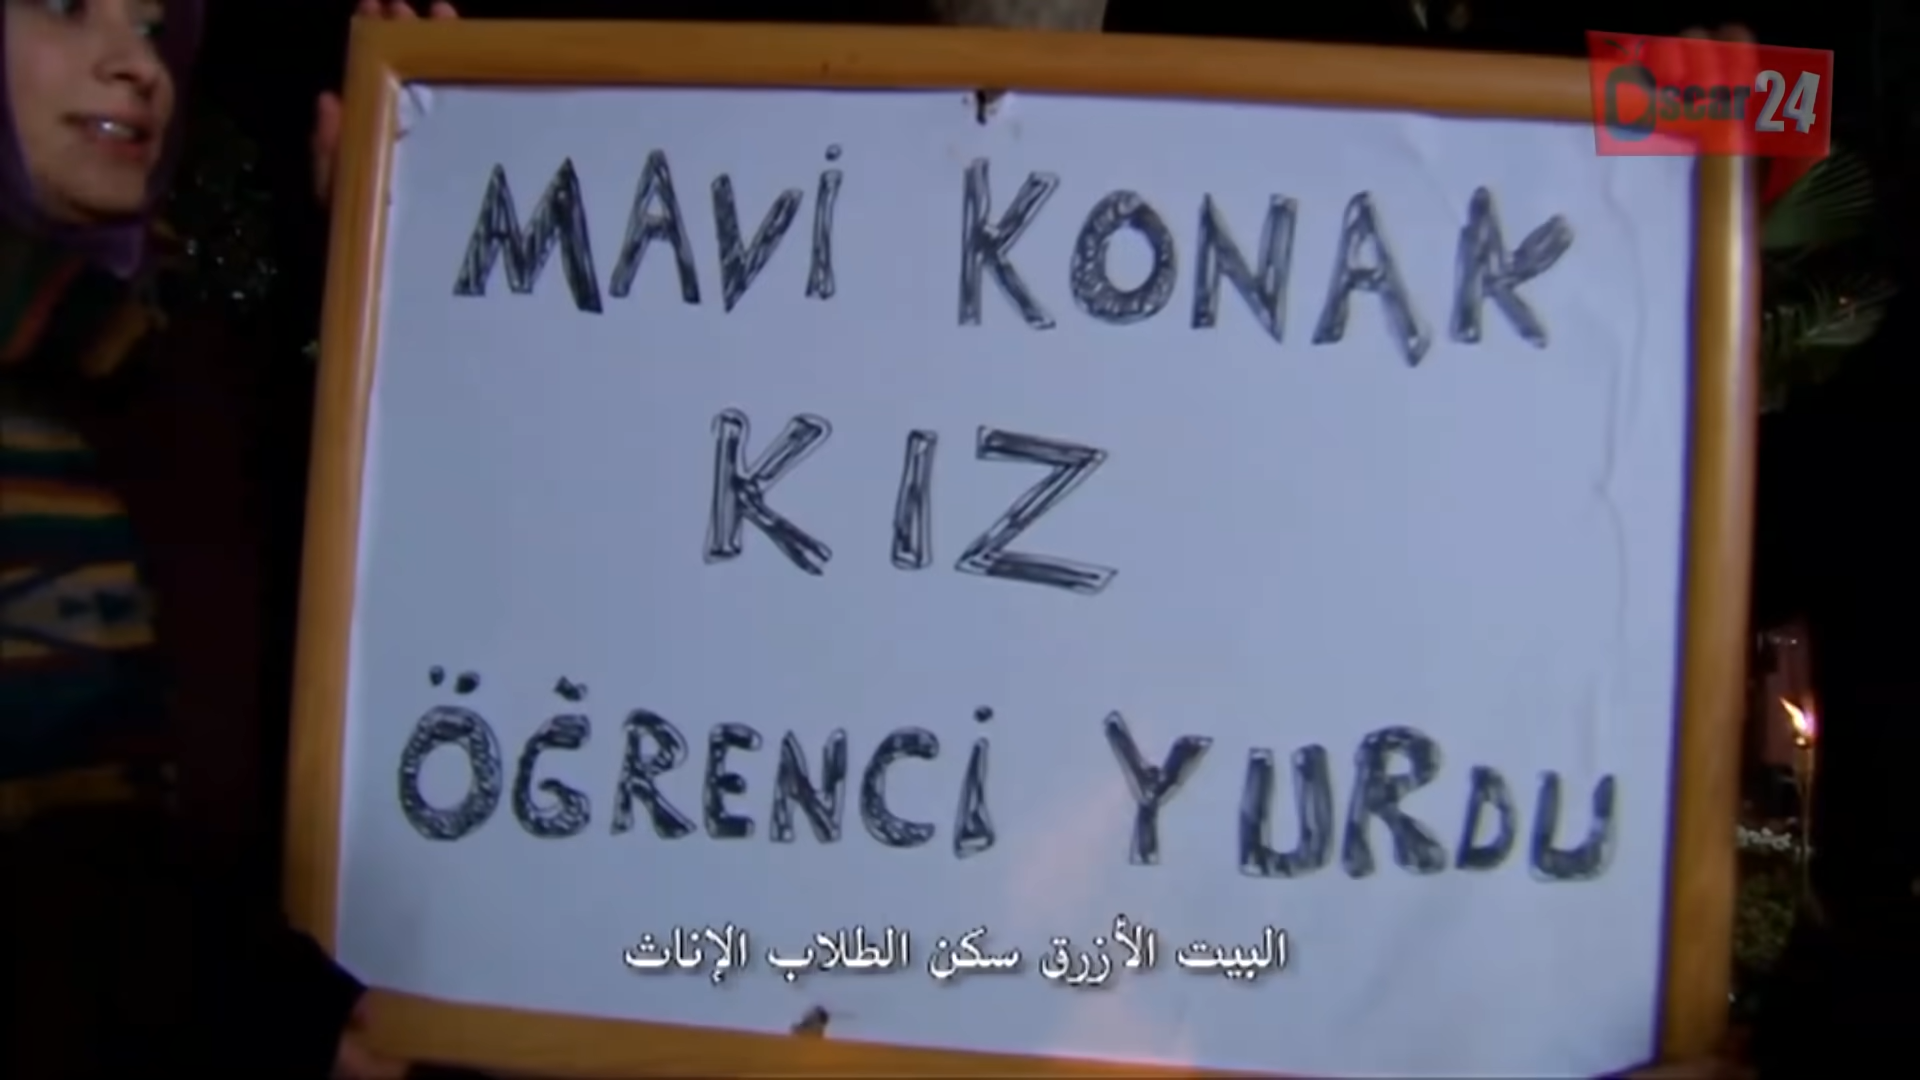 Oscar24
MAVİ KONAK
KIZ
ÖĞRENCİ YURDU
البيت الأزرق سكن الطلاب الإناث